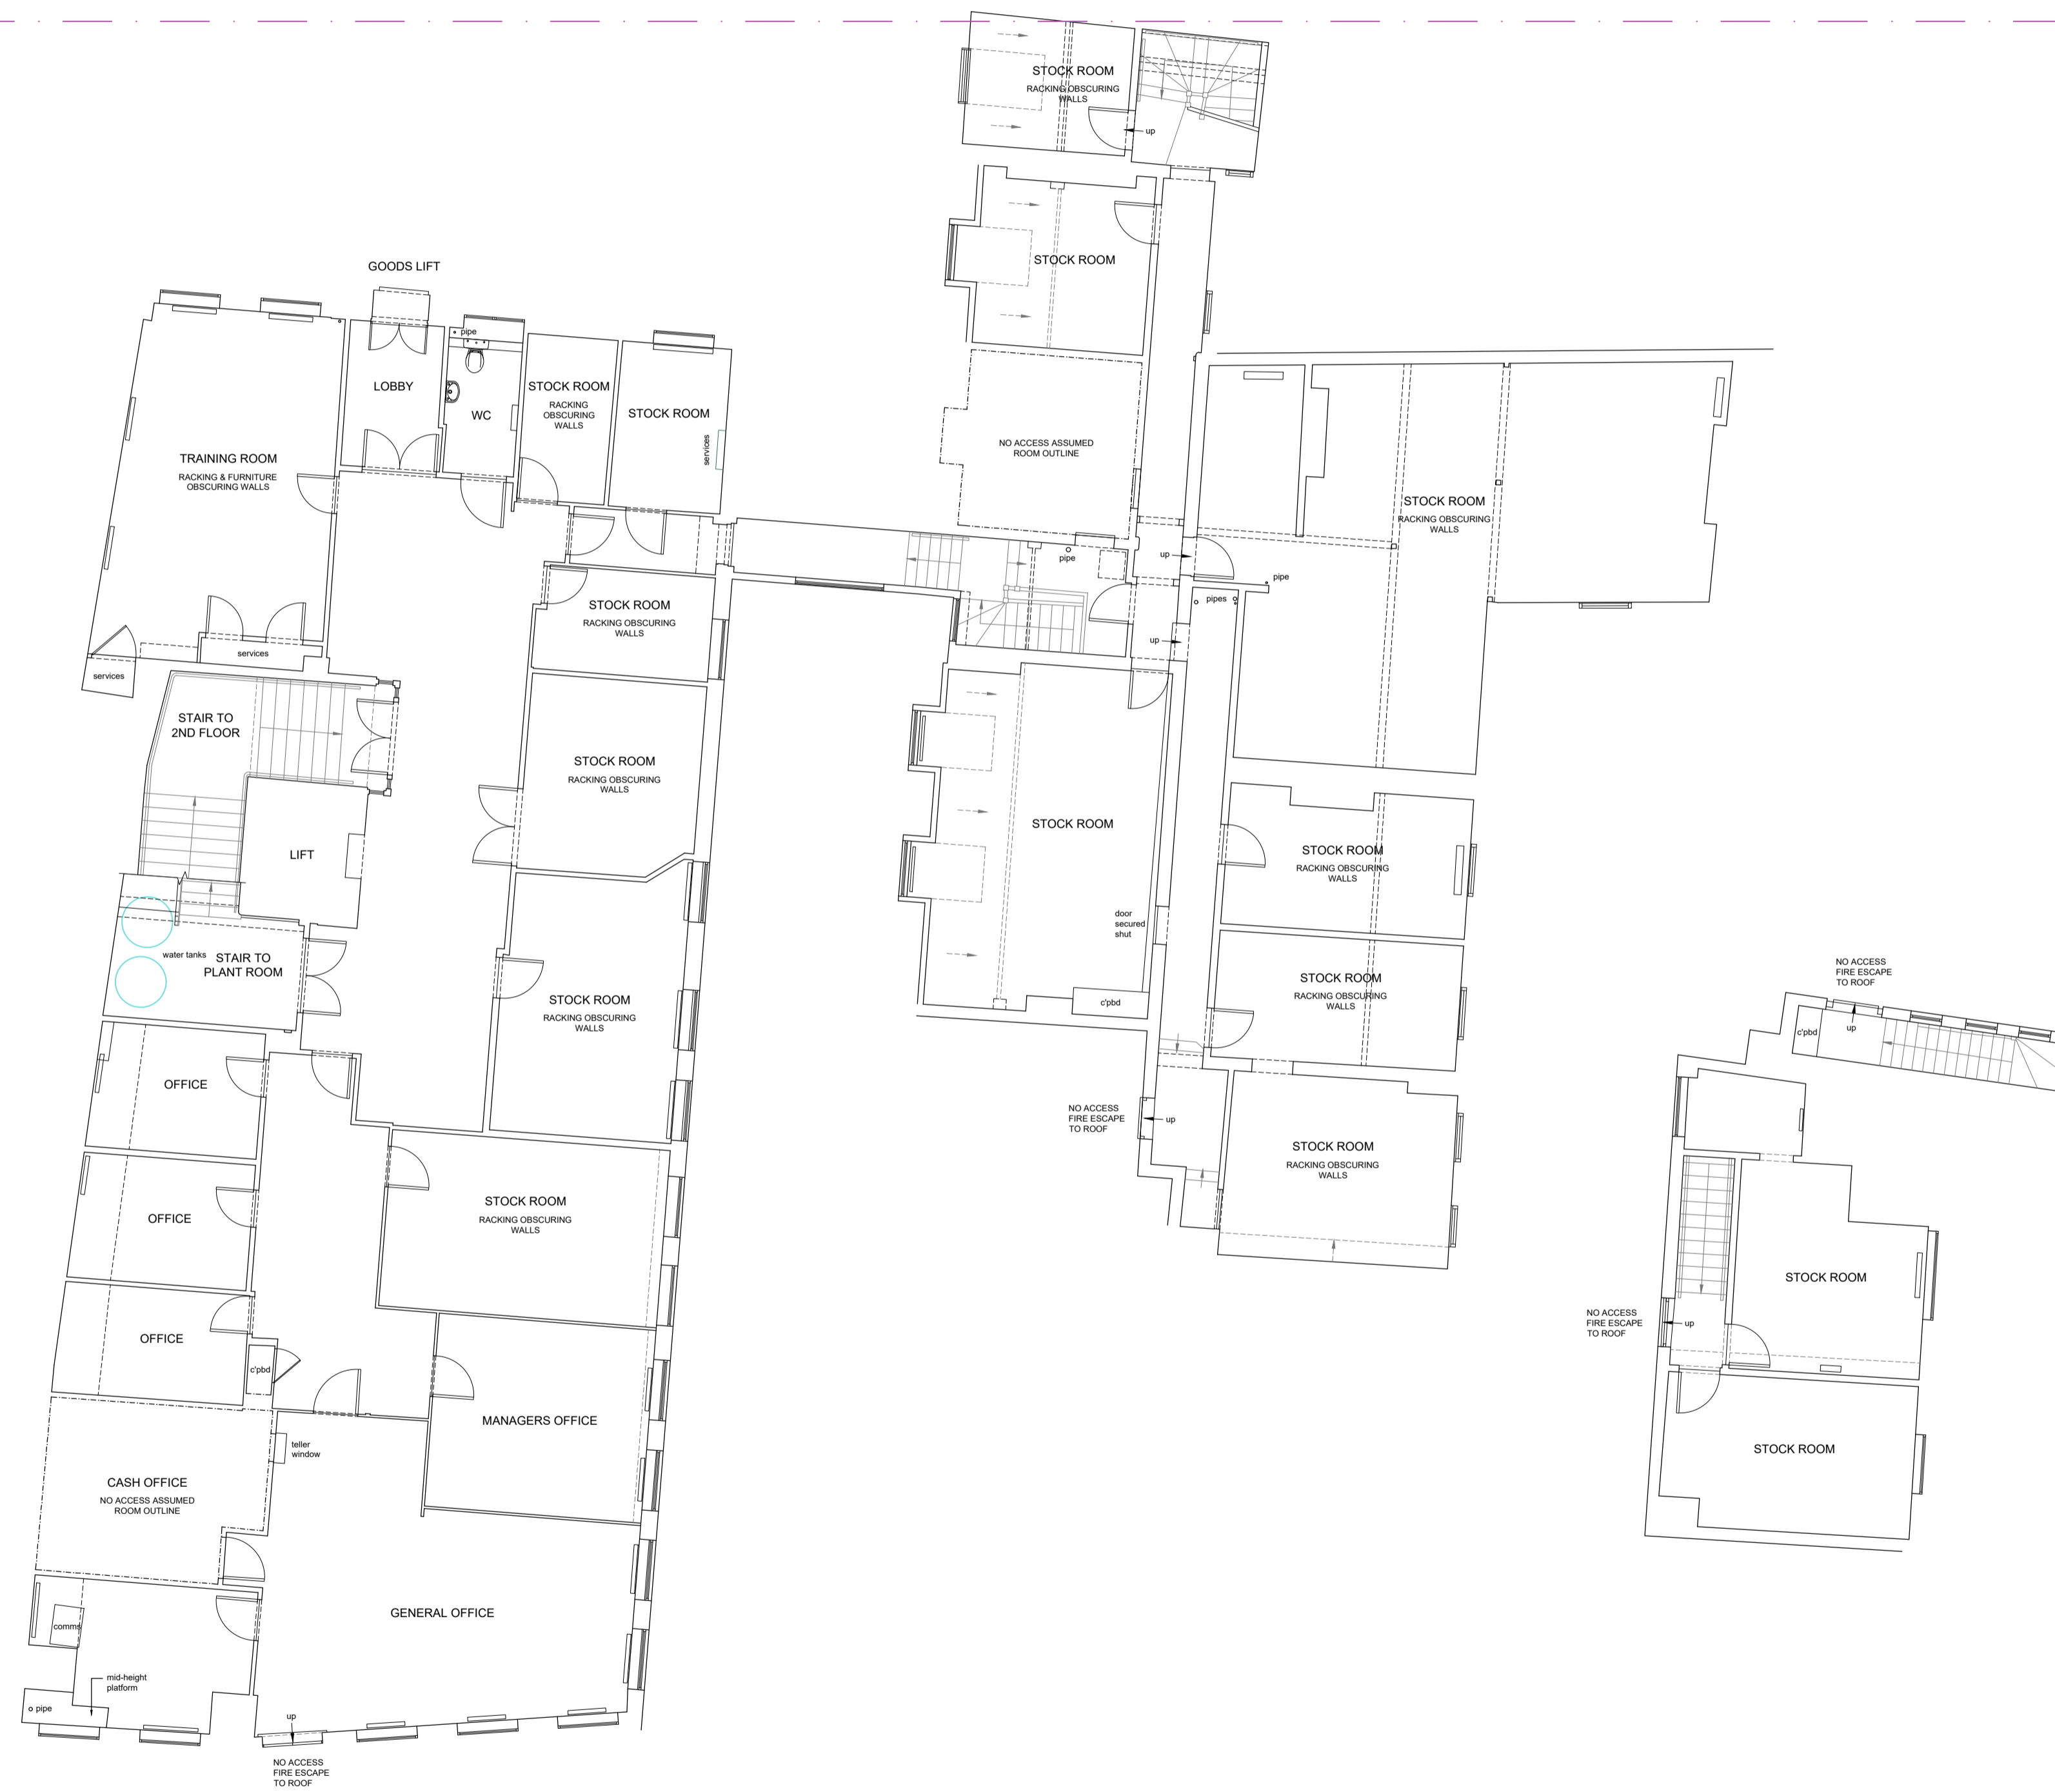 STOCK ROOM
RACKING OBSCURING
WALLS
up
STOCK ROOM
GOODS LIFT
pipe
LOBBY
WC
STOCK ROOM
RACKING
OBSCURING
WALLS
STOCK ROOM
services
TRAINING ROOM
RACKING & FURNITURE
OBSCURING WALLS
NO ACCESS ASSUMED
ROOM OUTLINE
STOCK ROOM
RACKING OBSCURING
WALLS
pipe
up
pipe
pipes
up
STOCK ROOM
RACKING OBSCURING
WALLS
services
services
STAIR TO
2ND FLOOR
STOCK ROOM
RACKING OBSCURING
WALLS
LIFT
STOCK ROOM
STOCK ROOM
RACKING OBSCURING
WALLS
door
secured
shut
water tanks
STAIR TO
PLANT ROOM
STOCK ROOM
RACKING OBSCURING
WALLS
c'pbd
STOCK ROOM
RACKING OBSCURING
WALLS
NO ACCESS
FIRE ESCAPE
TO ROOF
c'pbd
up
OFFICE
NO ACCESS
FIRE ESCAPE
TO ROOF
up
STOCK ROOM
RACKING OBSCURING
WALLS
OFFICE
STOCK ROOM
RACKING OBSCURING
WALLS
STOCK ROOM
OFFICE
NO ACCESS
FIRE ESCAPE
TO ROOF
up
c'pbd
MANAGERS OFFICE
teller
window
STOCK ROOM
CASH OFFICE
NO ACCESS ASSUMED
ROOM OUTLINE
GENERAL OFFICE
comms
mid-height
platform
pipe
up
NO ACCESS
FIRE ESCAPE
TO ROOF